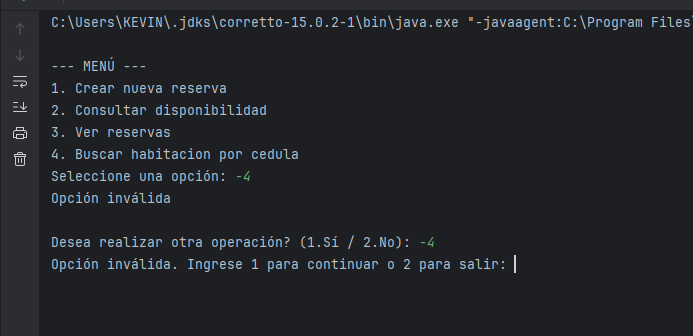 C:\Users\KEVIN\.jdks\corretto-15.0.2-1\bin\java.exe "-javaagent:C:\Program Files
--- MENÚ ---
1. Crear nueva reserva
2. Consultar disponibilidad
3. Ver reservas
4. Buscar habitacion por cedula
Seleccione una opción: -4
Opción inválida

Desea realizar otra operación? (1.Sí / 2.No): -4
Opción inválida. Ingrese 1 para continuar o 2 para salir: